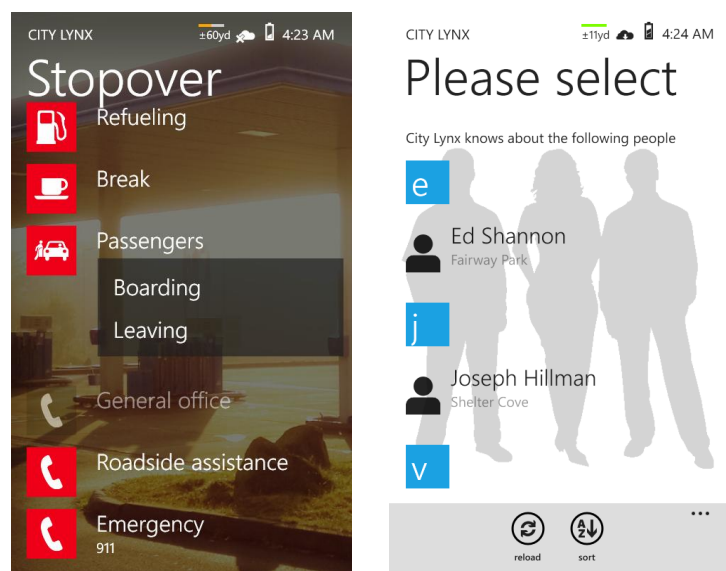 CITY LYNX
±60yd
4:23 AM
Stopover
Refueling
Break
Passengers
Boarding
Leaving
General office
Roadside assistance
Emergency
911
CITY LYNX
±11yd
4:24 AM
Please select
City Lynx knows about the following people
e
Ed Shannon
Fairway Park
j
Joseph Hillman
Shelter Cove
v
A
Z
reload
sort